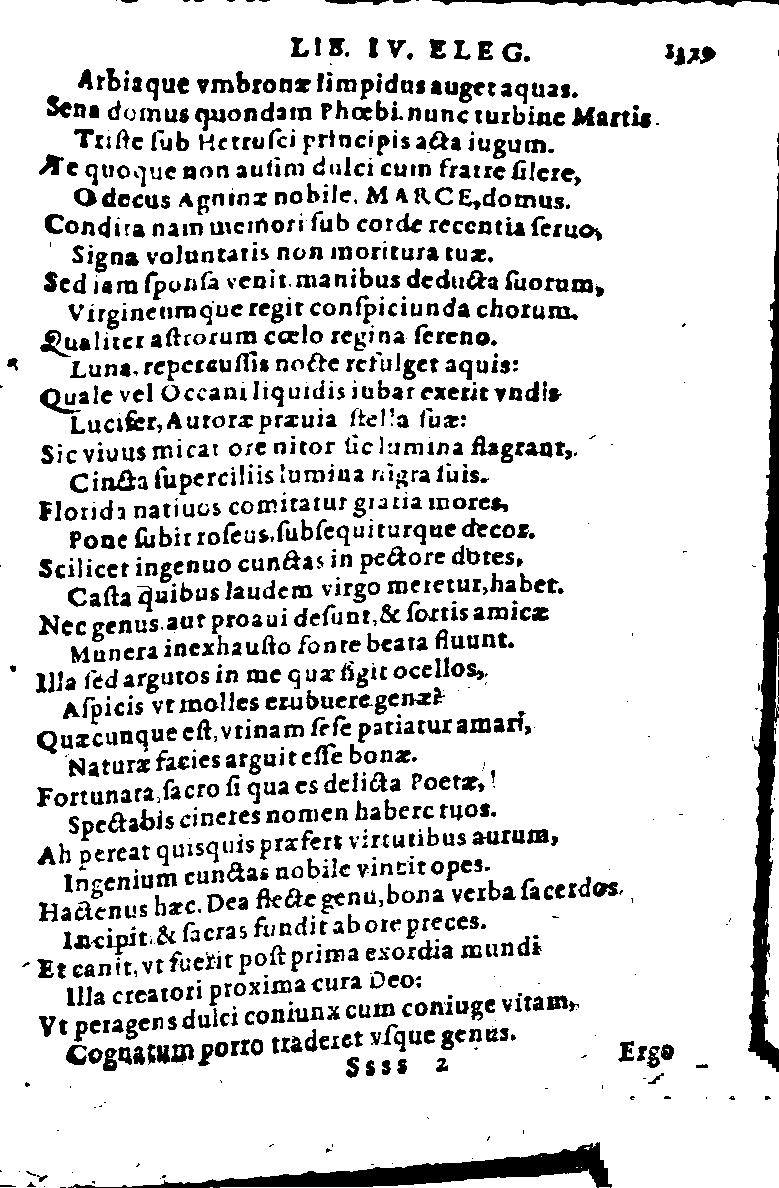 LIB. IV. ELEG. 1129
Arbiaque vmbronæ limpidus auget aquas.
Sena domus quondam Phœbi. nunc turbine Martis.
Triſte ſub Hetruſci principis acta iugum.
Te quoque non auſim dulci cum fratre ſilere,
O decus Agninæ nobile, MARCE, domus.
Condita nam memori ſub corde recentia ſeruo,
Signa voluntatis non moritura tuæ.
Sed iam ſponſa venit. manibus deducta ſuorum,
Virgineumque regit conſpiciunda chorum.
Qualiter aſtrorum cœlo regina ſereno.
Luna, repercuſſis nocte refulget aquis:
Quale vel Occani liquidis iubar exerit vndis
Lucifer, Auroræ præuia ſtella ſuæ:
Sic viuus micat ore nitor ſic lumina flagrant,
Cincta ſuperciliis lumina nigra ſuis.
Florida natiuos comitatur gratia mores,
Pone ſubit roſeus, ſubſequiturque decor.
Scilicet ingenuo cunctas in pectore dotes,
Caſta q̄uibus laudem virgo meretur, habet.
Nec genus. aut proaui deſunt, & ſortis amicæ
Munera inexhauſto fonte beata fluunt.
Illa ſed argutos in me quæ figit ocellos,
Aſpicis vt molles erubuere genæ?
Quæcunque eſt, vtinam ſeſe patiatur amari,
Naturæ facies arguit eſſe bonæ.
Fortunata, ſacro ſi qua es delicta Poetæ, !
Spectabis cineres nomen habere tuos.
Ah pereat quisquis præfert virtutibus aurum,
Ingenium cunctas nobile vincit opes.
Hactenus hæc. Dea flecte genu, bona verba ſacerdos.
Incipit. & ſacras fundit ab ore preces.
Et canit, vt fuerit poſt prima exordia mundi
Illa creatori proxima cura Deo:
Vt peragens dulci coniunx cum coniuge vitam,
Cognatum porro traderet vſque genus.
Ssss 2 Ergo